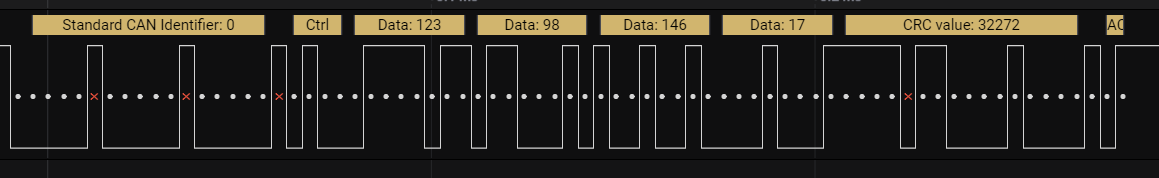 Standard CAN Identifier: 0 Ctrl Data: 123 Data: 98 Data: 146 Data: 17 CRC value: 32272